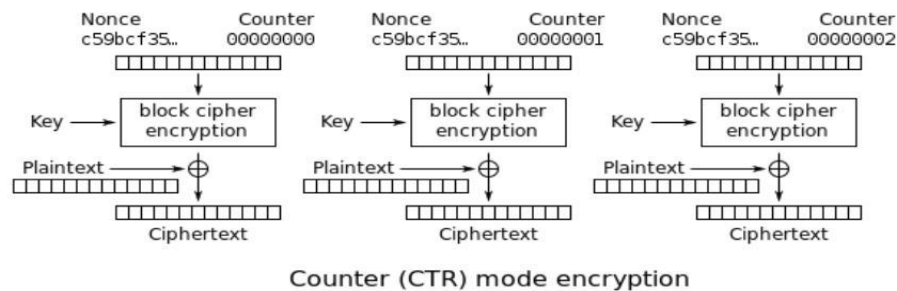 Nonce Counter Nonce Counter Nonce Counter
c59bcf35… 00000000 c59bcf35… 00000001 c59bcf35… 00000002
Key block cipher encryption Key block cipher encryption Key block cipher encryption
Plaintext Plaintext Plaintext
Ciphertext Ciphertext Ciphertext
Counter (CTR) mode encryption